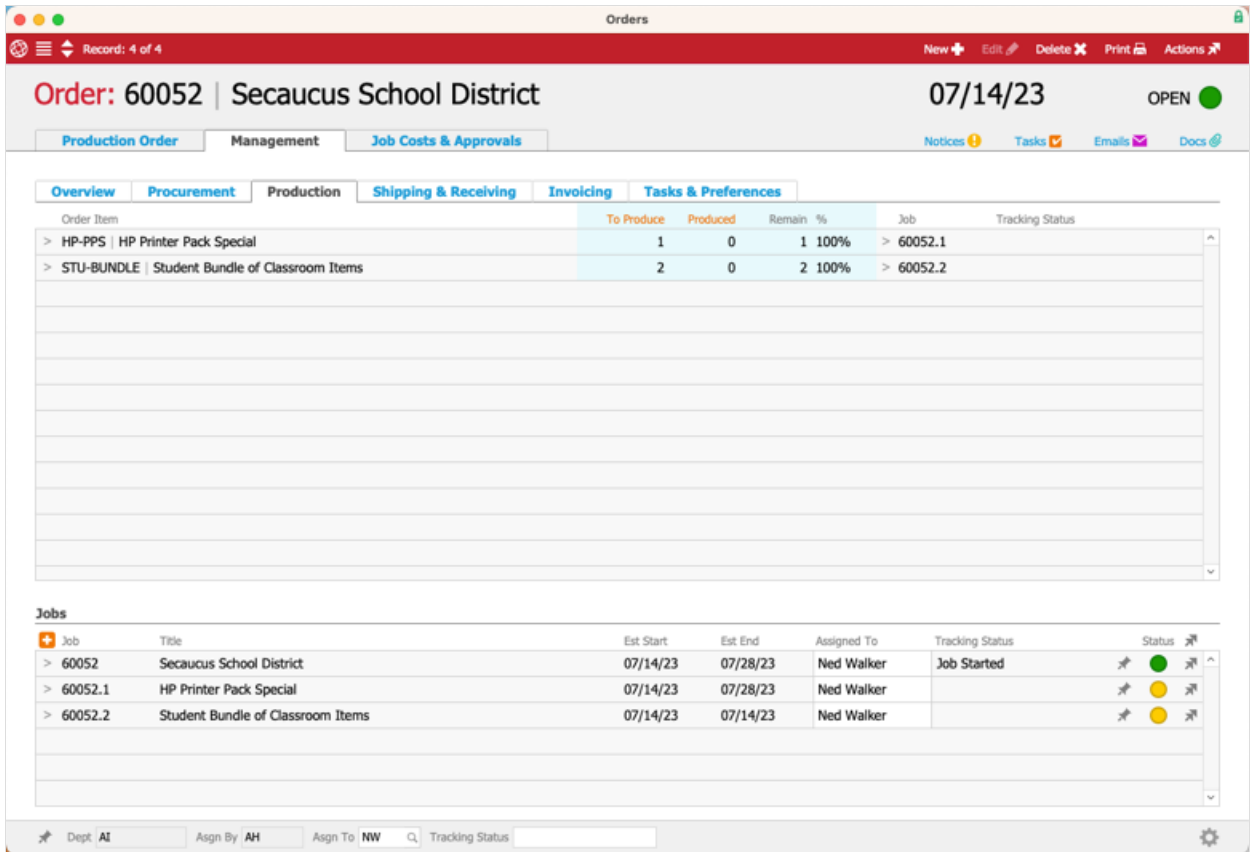 Orders
Record: 4 of 4 New Edit Delete Print Actions
Order: 60052 | Secaucus School District 07/14/23 OPEN
Production Order Management Job Costs & Approvals Notices Tasks Emails Docs
Overview Procurement Production Shipping & Receiving Invoicing Tasks & Preferences
Order Item To Produce Produced Remain % Job Tracking Status
> HP-PPS | HP Printer Pack Special 1 0 1 100% > 60052.1
> STU-BUNDLE | Student Bundle of Classroom Items 2 0 2 100% > 60052.2
Jobs
Job Title Est Start Est End Assigned To Tracking Status Status
> 60052 Secaucus School District 07/14/23 07/28/23 Ned Walker Job Started
> 60052.1 HP Printer Pack Special 07/14/23 07/28/23 Ned Walker
> 60052.2 Student Bundle of Classroom Items 07/14/23 07/14/23 Ned Walker
Dept AI Asgn By AH Asgn To NW Tracking Status